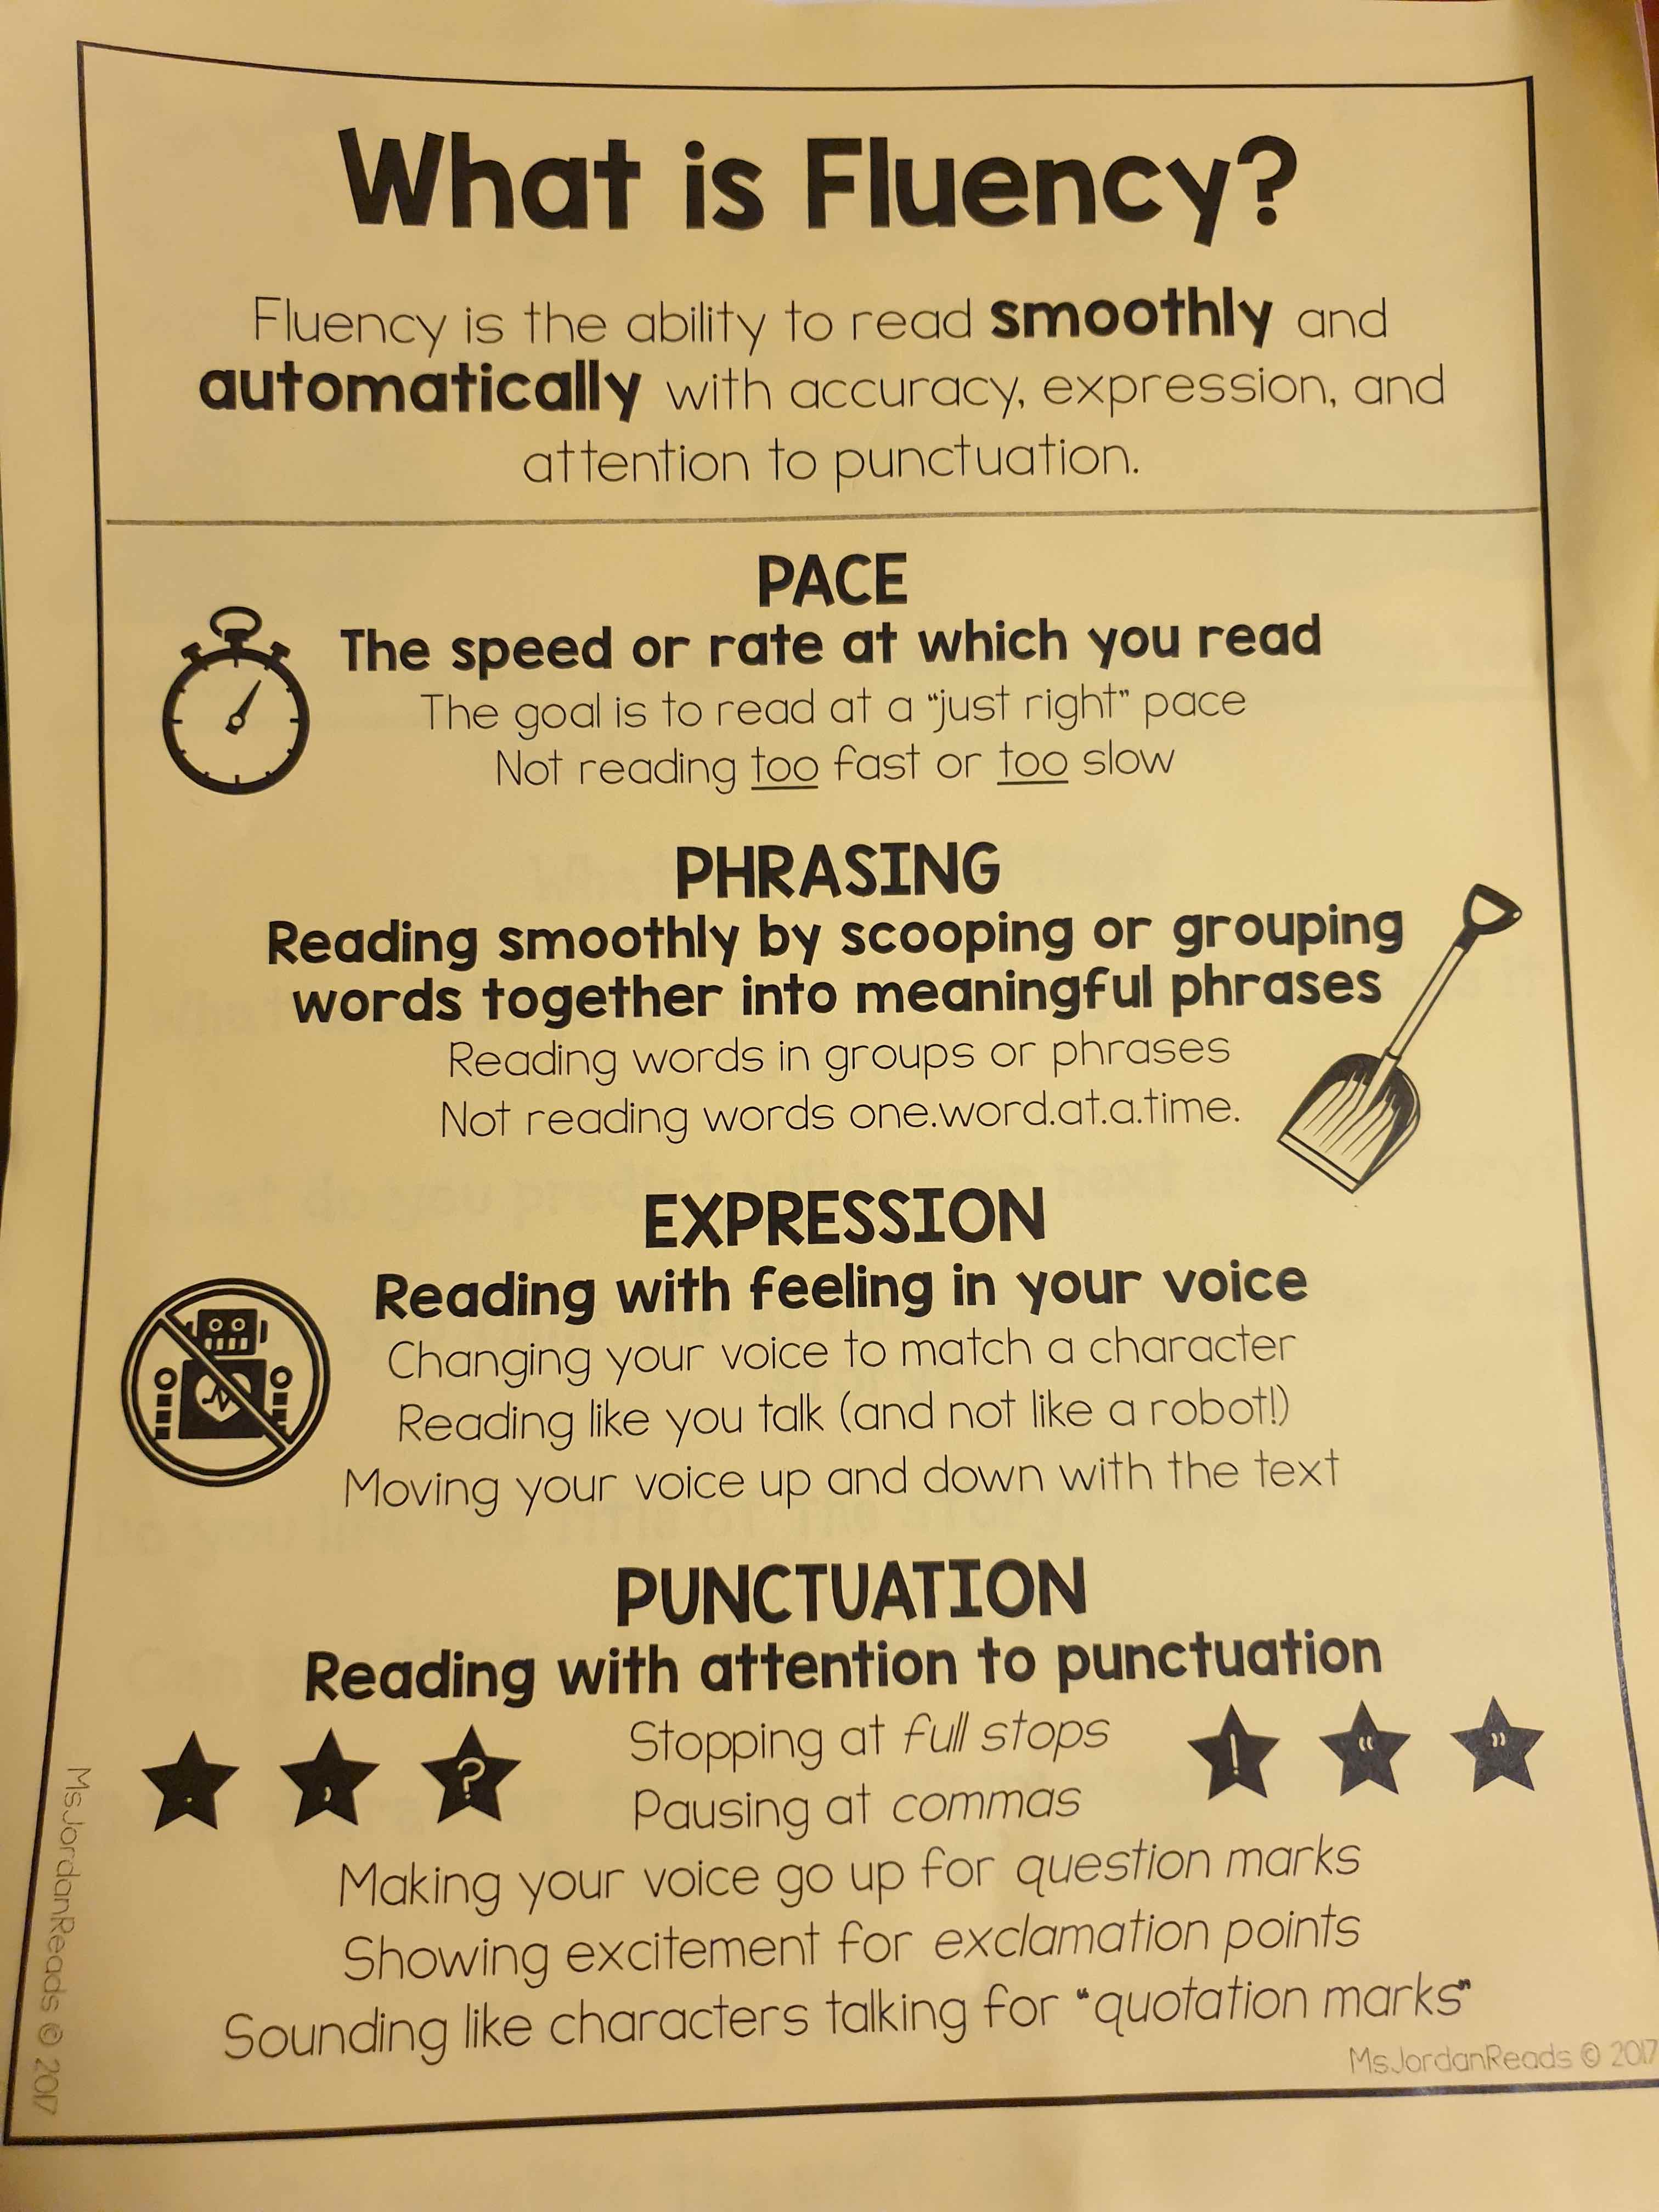 What is Fluency?
Fluency is the ability to read smoothly and
automatically with accuracy, expression, and
attention to punctuation.
PACE
The speed or rate at which you read
The goal is to read at a “just right” pace
Not reading too fast or too slow
PHRASING
Reading smoothly by scooping or grouping
words together into meaningful phrases
Reading words in groups or phrases
Not reading words one.word.at.a.time.
EXPRESSION
Reading with feeling in your voice
Changing your voice to match a character
Reading like you talk (and not like a robot!)
Moving your voice up and down with the text
PUNCTUATION
Reading with attention to punctuation
. , ? ! “ ”
Stopping at full stops
Pausing at commas
Making your voice go up for question marks
Showing excitement for exclamation points
Sounding like characters talking for “quotation marks”
MsJordanReads © 2017
MsJordanReads © 2017